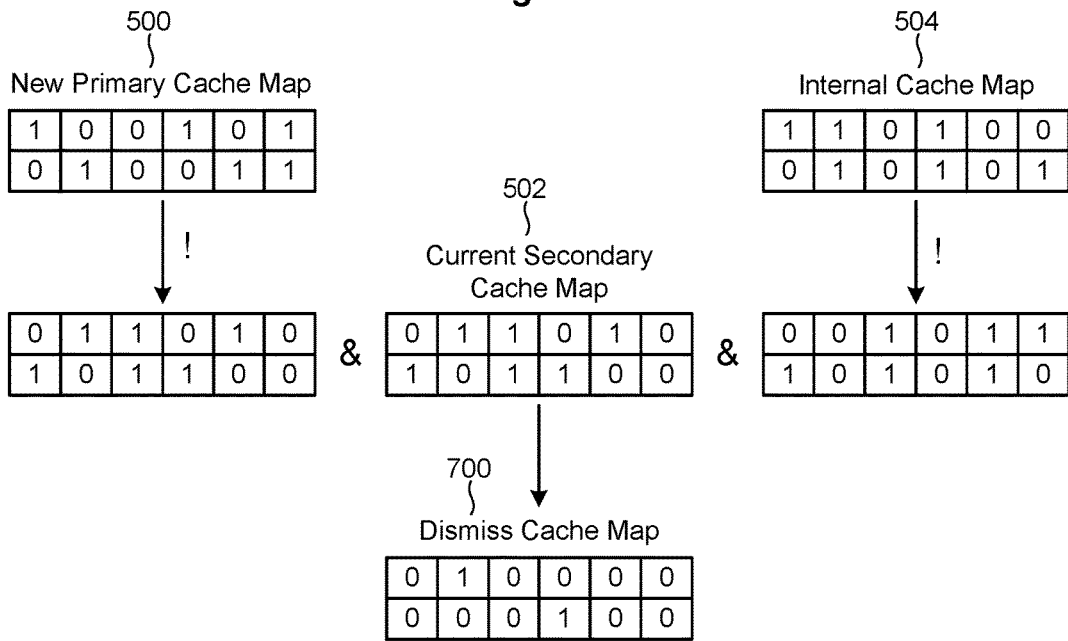 500
504
New Primary Cache Map
Internal Cache Map
1 0 0 1 0 1
1 1 0 1 0 0
0 1 0 0 1 1
0 1 0 1 0 1
502
!
!
Current Secondary
Cache Map
0 1 1 0 1 0
&
0 1 1 0 1 0
&
0 0 1 0 1 1
1 0 1 1 0 0
1 0 1 1 0 0
1 0 1 0 1 0
700
Dismiss Cache Map
0 1 0 0 0 0
0 0 0 1 0 0